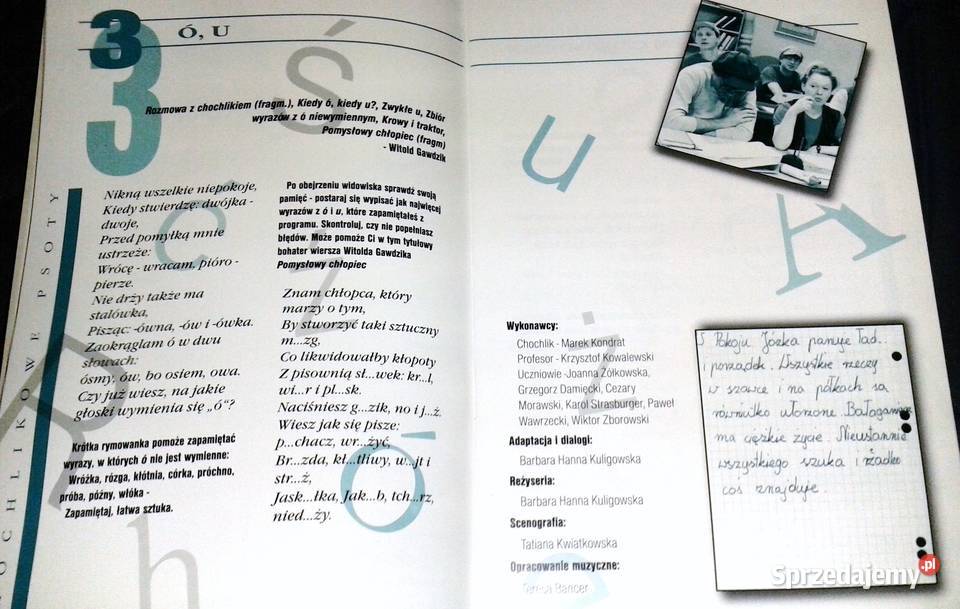 3
3
Ó, U
Rozmowa z chochlikiem (fragm.), Kiedy ó, kiedy u?, Zwykłe u, Zbiór
wyrazów z ó niewymiennym, Krowy i traktor,
Pomysłowy chłopiec (fragm)
- Witold Gawdzik
OCHLIKOWE PSOTY
Nikną wszelkie niepokoje,
Kiedy stwierdzę: dwójka -
dwoje,
Przed pomyłką mnie
ustrzeże:
Wrócę - wracam, pióro -
pierze.
Nie drży także ma
stalówka,
Pisząc: -ówna, -ów i -ówka.
Zaokrąglam ó w dwu
słowach:
ósmy, ów, bo osiem, owa.
Czy już wiesz, na jakie
głoski wymienia się „ó”?
Krótka rymowanka pomoże zapamiętać
wyrazy, w których ó nie jest wymienne:
Wróżka, rózga, kłótnia, córka, próchno,
próba, późny, włóka -
Zapamiętaj, łatwa sztuka.
Po obejrzeniu widowiska sprawdź swoją
pamięć - postaraj się wypisać jak najwięcej
wyrazów z ó i u, które zapamiętałeś z
programu. Skontroluj, czy nie popełniasz
błędów. Może pomoże Ci w tym tytułowy
bohater wiersza Witolda Gawdzika
Pomysłowy chłopiec
Znam chłopca, który
marzy o tym,
By stworzyć taki sztuczny
m...zg,
Co likwidowałby kłopoty
Z pisownią sł...wek: kr...l,
wi...r i pl...sk.
Naciśniesz g...zik, no i j...ż
Wiesz jak się pisze:
p...chacz, wr...żyć,
Br...zda, kł...tliwy, w...jt i
str...ż,
Jask...łka, Jak...b, tch...rz,
nied...ży.
ś
ć
ź
R
h
Ó
u
A
ż
Wykonawcy:
Chochlik - Marek Kondrat
Profesor - Krzysztof Kowalewski
Uczniowie -Joanna Żółkowska,
Grzegorz Damięcki, Cezary
Morawski, Karol Strasburger, Paweł
Wawrzecki, Wiktor Zborowski
Adaptacja i dialogi:
Barbara Hanna Kuligowska
Reżyseria:
Barbara Hanna Kuligowska
Scenografia:
Tatiana Kwiatkowska
Opracowanie muzyczne:
Teresa Bancer
Pokoju Józka panuje ład
i porządek. Wszystkie rzeczy
w szawce i na półkach są
ułożone. Bałaganiarz
ma ciężkie życie. Nieustannie
wszystkiego szuka i rzadko
coś znajduje.
Sprzedajemy.pl